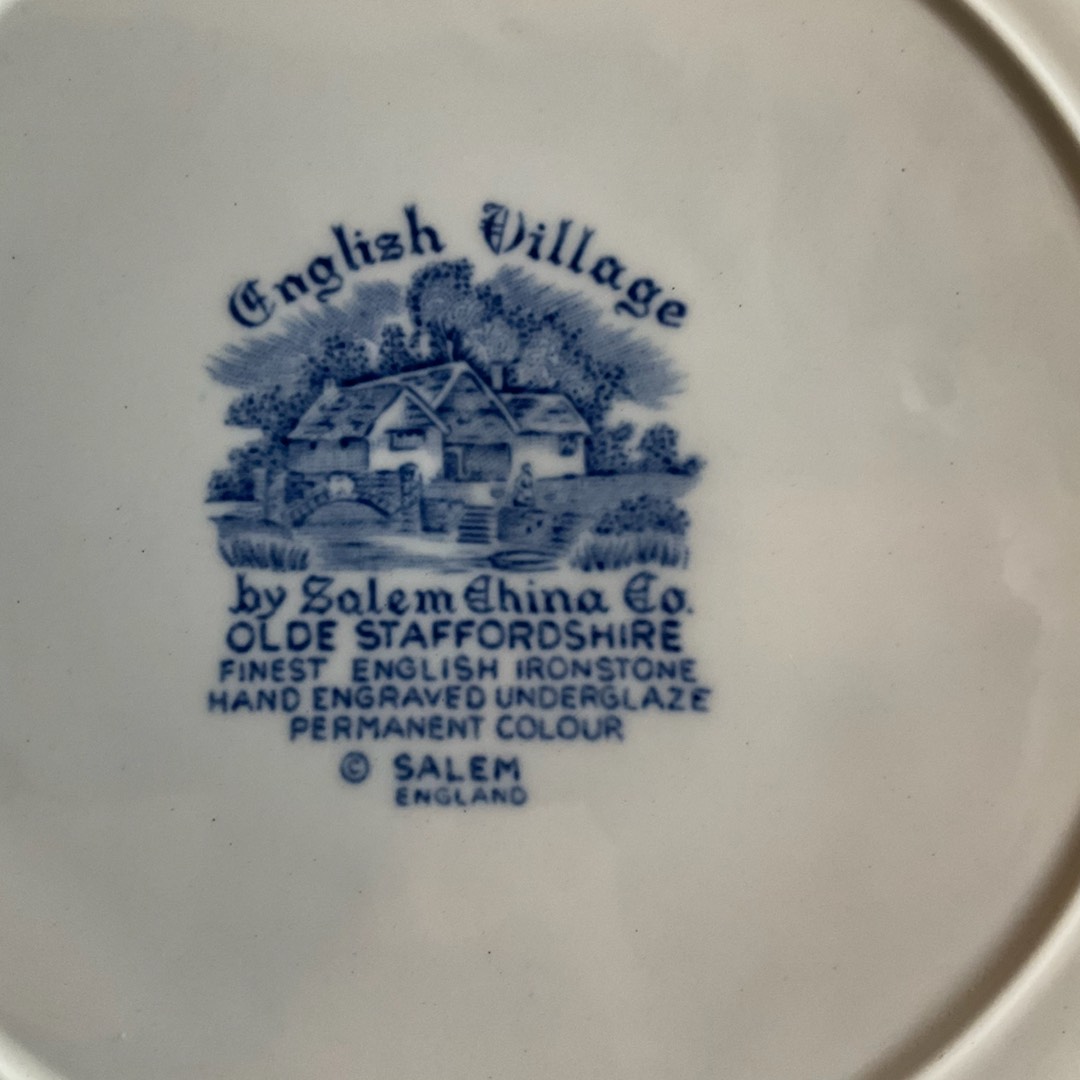 English Village
by Salem China Co.
OLDE STAFFORDSHIRE
FINEST ENGLISH IRONSTONE
HAND ENGRAVED UNDERGLAZE
PERMANENT COLOUR
© SALEM
ENGLAND